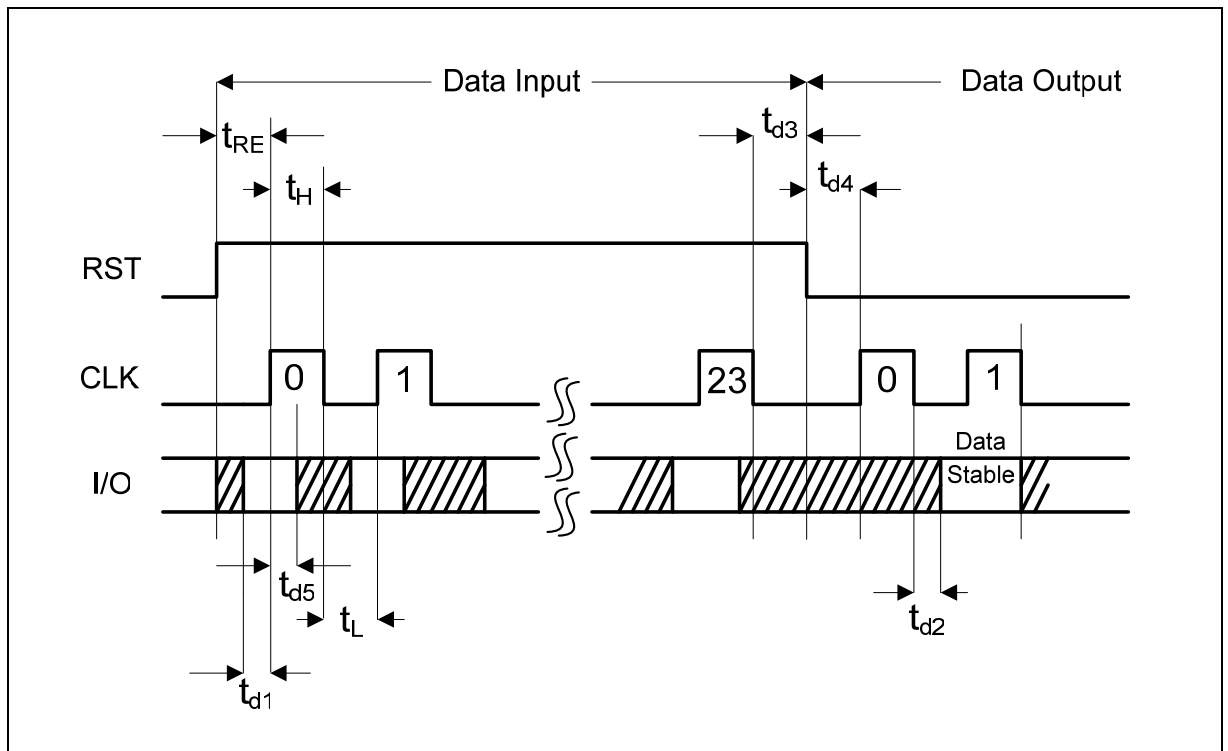 Data Input Data Output
tRE td3
tH td4
RST
CLK 0 1 23 0 1
Data
I/O Stable
td5
tL td2
td1